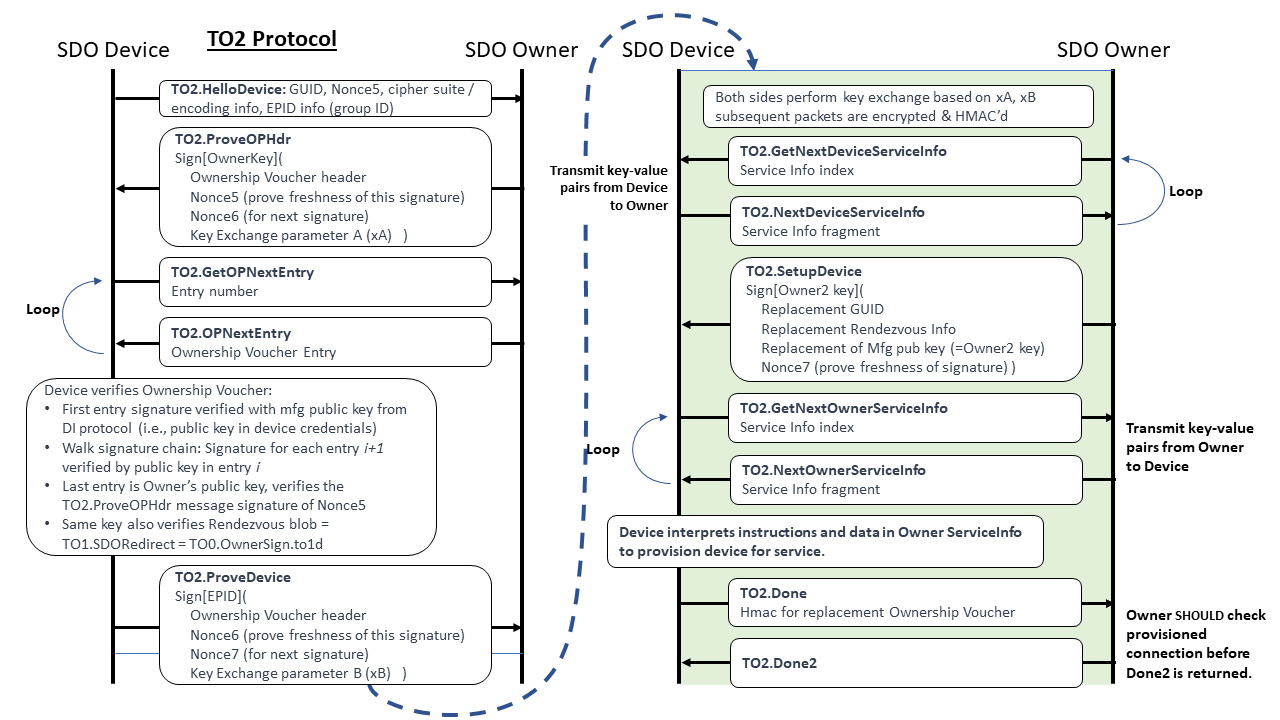 TO2 Protocol
SDO Device
SDO Owner
TO2.HelloDevice: GUID, Nonce5, cipher suite /
encoding info, EPID info (group ID)
TO2.ProveOPHdr
Sign[OwnerKey](
Ownership Voucher header
Nonce5 (prove freshness of this signature)
Nonce6 (for next signature)
Key Exchange parameter A (xA) )
TO2.GetOPNextEntry
Entry number
Loop
TO2.OPNextEntry
Ownership Voucher Entry
Device verifies Ownership Voucher:
• First entry signature verified with mfg public key from
DI protocol (i.e., public key in device credentials)
• Walk signature chain: Signature for each entry i+1
verified by public key in entry i
• Last entry is Owner's public key, verifies the
TO2.ProveOPHdr message signature of Nonce5
• Same key also verifies Rendezvous blob =
TO1.SDORedirect = TO0.OwnerSign.to1d
TO2.ProveDevice
Sign[EPID](
Ownership Voucher header
Nonce6 (prove freshness of this signature)
Nonce7 (for next signature)
Key Exchange parameter B (xB) )
SDO Device
SDO Owner
Both sides perform key exchange based on xA, xB
subsequent packets are encrypted & HMAC'd
Transmit key-value
pairs from Device
to Owner
TO2.GetNextDeviceServiceInfo
Service Info index
Loop
TO2.NextDeviceServiceInfo
Service Info fragment
TO2.SetupDevice
Sign[Owner2 key](
Replacement GUID
Replacement Rendezvous Info
Replacement of Mfg pub key (=Owner2 key)
Nonce7 (prove freshness of signature) )
TO2.GetNextOwnerServiceInfo
Service Info index
Loop
TO2.NextOwnerServiceInfo
Service Info fragment
Transmit key-value
pairs from Owner
to Device
Device interprets instructions and data in Owner ServiceInfo
to provision device for service.
TO2.Done
Hmac for replacement Ownership Voucher
TO2.Done2
Owner SHOULD check
provisioned
connection before
Done2 is returned.